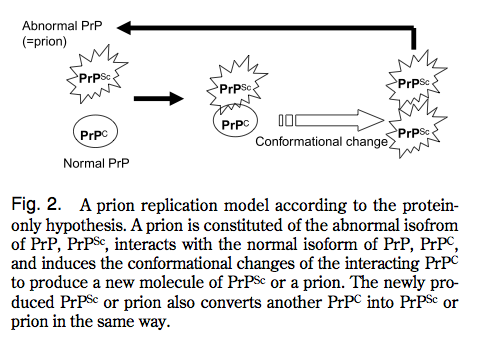 Abnormal PrP
(=prion)
PrPSc
PrPC
Normal PrP
PrPSc
PrPC
Conformational change
PrPSc
PrPSc
Fig. 2. A prion replication model according to the protein-
only hypothesis. A prion is constituted of the abnormal isofrom
of PrP, PrPSc, interacts with the normal isoform of PrP, PrPC,
and induces the conformational changes of the interacting PrPC
to produce a new molecule of PrPSc or a prion. The newly pro-
duced PrPSc or prion also converts another PrPC into PrPSc or
prion in the same way.